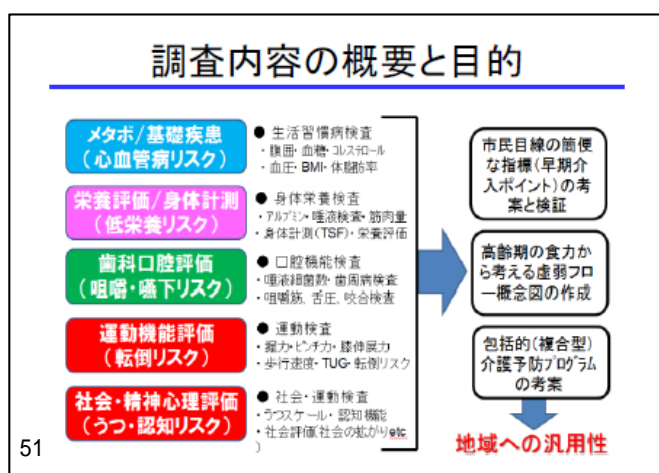 調査内容の概要と目的
メタボ/基礎疾患
(心血管病リスク)
● 生活習慣病検査
・腹囲・血糖・コレステロール
・血圧・BMI・体脂肪率
栄養評価/身体計測
(低栄養リスク)
● 身体栄養検査
・アルブミン・唾液検査・筋肉量
・身体計測(TSF)・栄養評価
歯科口腔評価
(咀嚼・嚥下リスク)
● 口腔機能検査
・唾液細菌数・歯周病検査
・咀嚼筋、舌圧、咬合検査
運動機能評価
(転倒リスク)
● 運動検査
・握力・ピンチ力・膝伸展力
・歩行速度・TUG・転倒リスク
社会・精神心理評価
(うつ・認知リスク)
● 社会・運動検査
・うつスケール・認知機能
・社会評価(社会の拡がりetc
)
市民目線の簡便
な指標(早期介
入ポイント)の考
案と検証
高齢期の食力か
ら考える虚弱フロ
ー概念図の作成
包括的(複合型)
介護予防プログラム
の考案
地域への汎用性
51